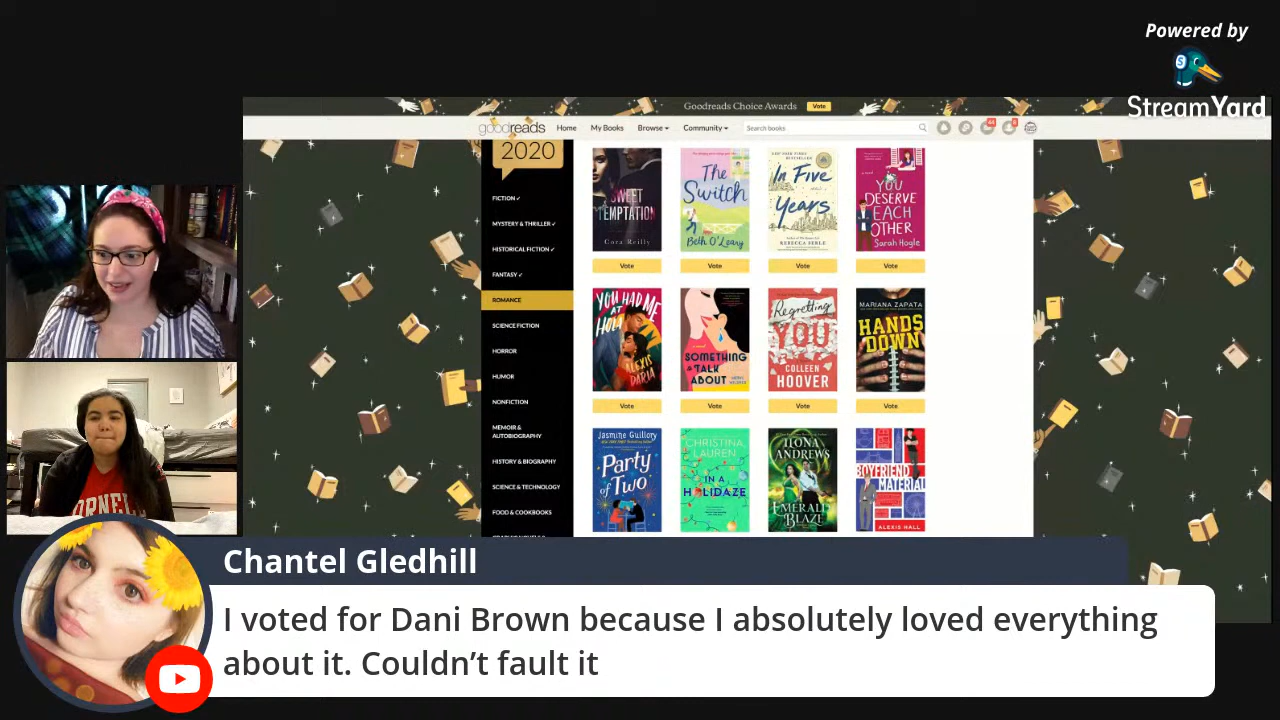 Powered by
StreamYard
Goodreads Choice Awards Vote
goodreads Home My Books Browse Community Search books
2020
FICTION ✓
MYSTERY & THRILLER ✓
HISTORICAL FICTION ✓
FANTASY ✓
ROMANCE
SCIENCE FICTION
HORROR
HUMOR
NONFICTION
MEMOIR &
AUTOBIOGRAPHY
HISTORY & BIOGRAPHY
SCIENCE & TECHNOLOGY
FOOD & COOKBOOKS
SWEET
TEMPTATION
Cora Reilly
The
Switch
Beth O'Leary
In Five
Years
REBECCA SERLE
YOU
DESERVE
EACH
OTHER
Sarah Hogle
Vote Vote Vote Vote
YOU HAD ME
AT
HOLA
ALEXIS
DARIA
SOMETHING
TO TALK
ABOUT
Regretting
YOU
COLLEEN
HOOVER
MARIANA ZAPATA
HANDS
DOWN
Vote Vote Vote Vote
Jasmine Guillory
Party
of Two
CHRISTINA
LAUREN
IN A
HOLIDAZE
ILONA
ANDREWS
EMERALD
BLAZE
BOYFRIEND
MATERIAL
ALEXIS HALL
CORNELL
Chantel Gledhill
I voted for Dani Brown because I absolutely loved everything
about it. Couldn't fault it